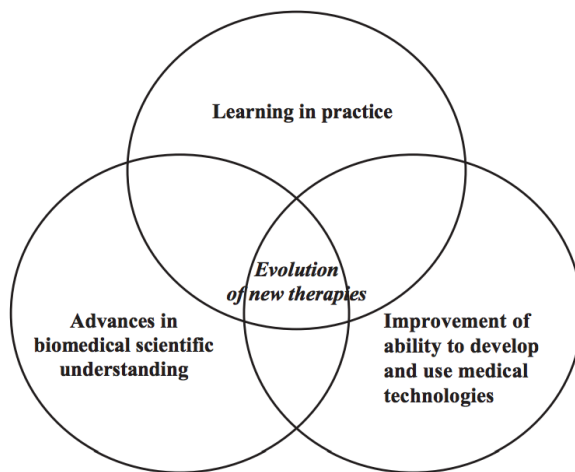 Learning in practice
Evolution
of new therapies
Advances in
biomedical scientific
understanding
Improvement of
ability to develop
and use medical
technologies